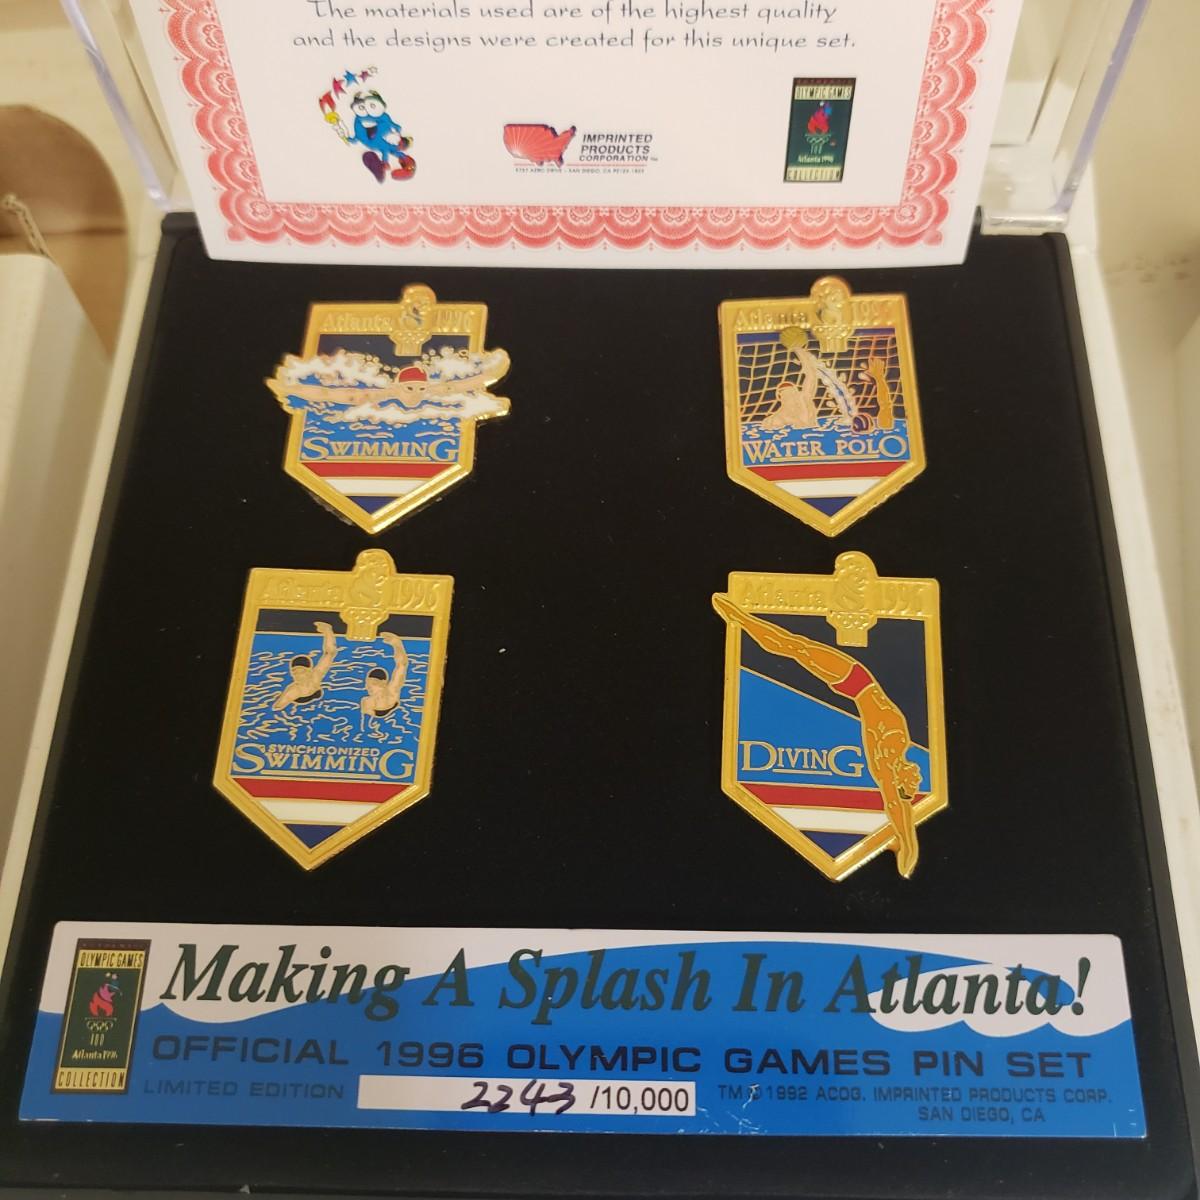 The materials used are of the highest quality
and the designs were created for this unique set.
IMPRINTED
PRODUCTS
CORPORATION
OLYMPIC GAMES
100
Atlanta 1996
COLLECTION
Atlanta 1996
SWIMMING
Atlanta 1996
WATER POLO
Atlanta 1996
SYNCHRONIZED
SWIMMING
Atlanta 1996
DIVING
AUTHENTIC
OLYMPIC GAMES
100
Atlanta 1996
COLLECTION
Making A Splash In Atlanta!
OFFICIAL 1996 OLYMPIC GAMES PIN SET
LIMITED EDITION 2243 /10,000
TM © 1992 ACOG. IMPRINTED PRODUCTS CORP.
SAN DIEGO, CA